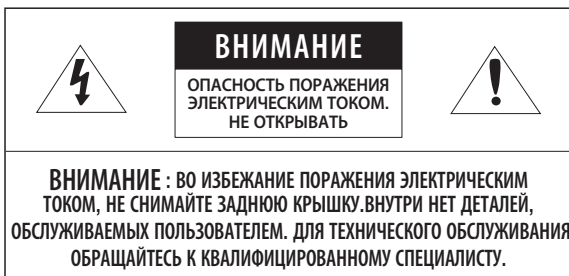 ВНИМАНИЕ
ОПАСНОСТЬ ПОРАЖЕНИЯ
ЭЛЕКТРИЧЕСКИМ ТОКОМ.
НЕ ОТКРЫВАТЬ
ВНИМАНИЕ : ВО ИЗБЕЖАНИЕ ПОРАЖЕНИЯ ЭЛЕКТРИЧЕСКИМ
ТОКОМ, НЕ СНИМАЙТЕ ЗАДНЮЮ КРЫШКУ.ВНУТРИ НЕТ ДЕТАЛЕЙ,
ОБСЛУЖИВАЕМЫХ ПОЛЬЗОВАТЕЛЕМ. ДЛЯ ТЕХНИЧЕСКОГО ОБСЛУЖИВАНИЯ
ОБРАЩАЙТЕСЬ К КВАЛИФИЦИРОВАННОМУ СПЕЦИАЛИСТУ.